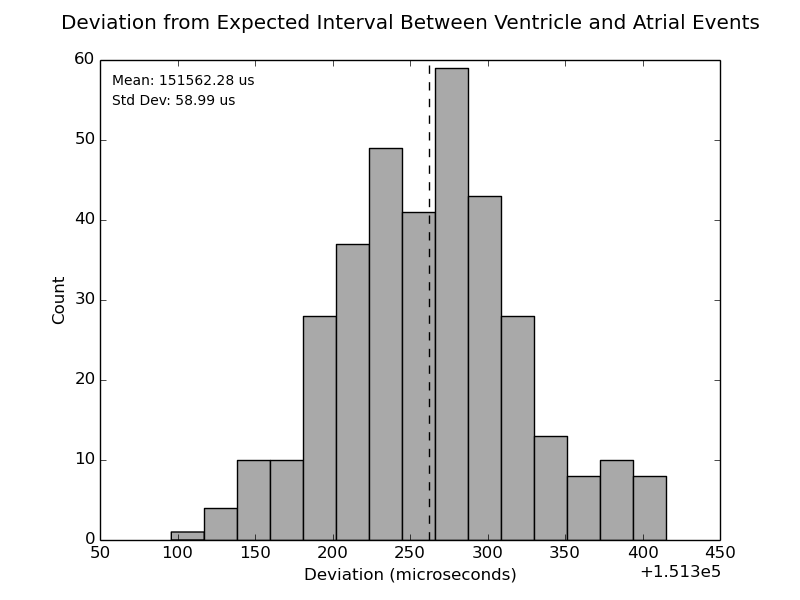 Deviation from Expected Interval Between Ventricle and Atrial Events
60
Mean: 151562.28 us
Std Dev: 58.99 us
50
40
30
20
10
0
Count
50 100 150 200 250 300 350 400 450
Deviation (microseconds)
+1.513e5